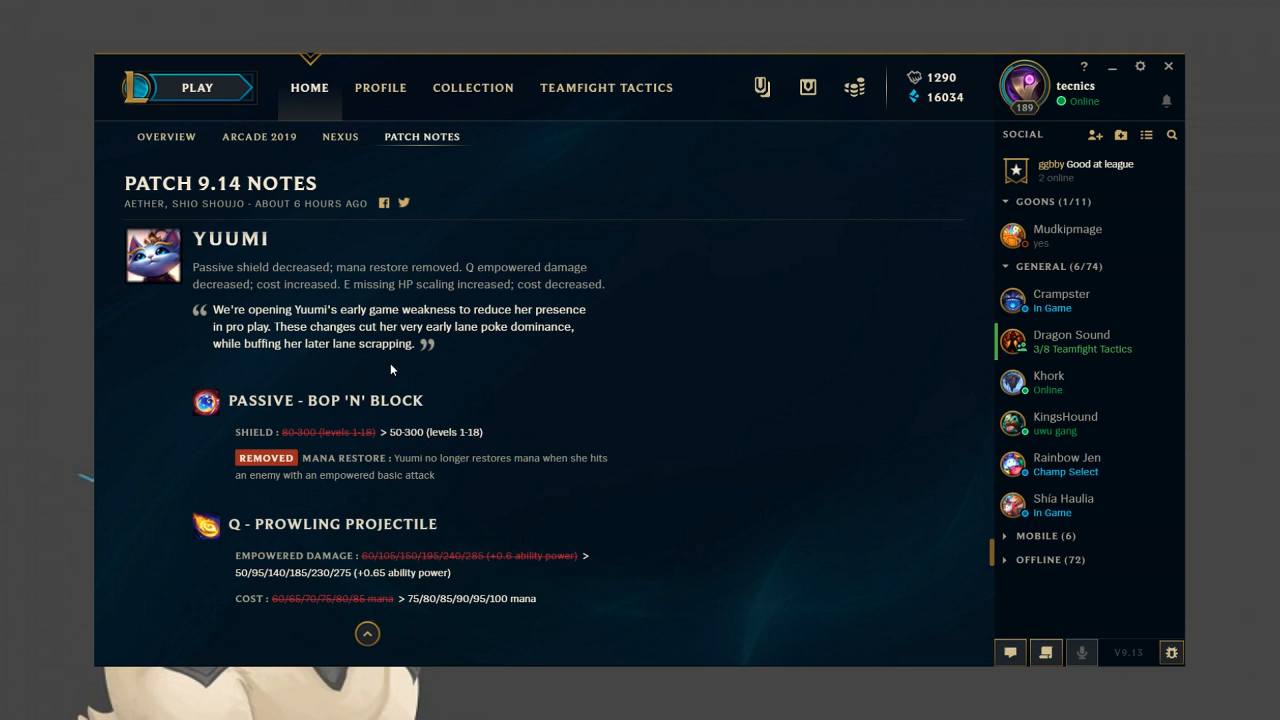 PLAY
HOME
PROFILE
COLLECTION
TEAMFIGHT TACTICS
1290
16034
?
189
tecnics
Online
OVERVIEW
ARCADE 2019
NEXUS
PATCH NOTES
PATCH 9.14 NOTES
AETHER, SHIO SHOUJO - ABOUT 6 HOURS AGO
YUUMI
Passive shield decreased; mana restore removed. Q empowered damage
decreased; cost increased. E missing HP scaling increased; cost decreased.
“ We're opening Yuumi's early game weakness to reduce her presence
in pro play. These changes cut her very early lane poke dominance,
while buffing her later lane scrapping. ”
PASSIVE - BOP 'N' BLOCK
SHIELD : 80-300 (levels 1-18) > 50-300 (levels 1-18)
REMOVED MANA RESTORE : Yuumi no longer restores mana when she hits
an enemy with an empowered basic attack
Q - PROWLING PROJECTILE
EMPOWERED DAMAGE : 60/105/150/195/240/285 (+0.6 ability power) >
50/95/140/185/230/275 (+0.65 ability power)
COST : 60/65/70/75/80/85 mana > 75/80/85/90/95/100 mana
SOCIAL
ggbby Good at league
2 online
GOONS (1/11)
Mudkipmage
yes
GENERAL (6/74)
Crampster
In Game
Dragon Sound
3/8 Teamfight Tactics
Khork
Online
KingsHound
uwu gang
Rainbow Jen
Champ Select
Shía Haulia
In Game
MOBILE (6)
OFFLINE (72)
V9.13